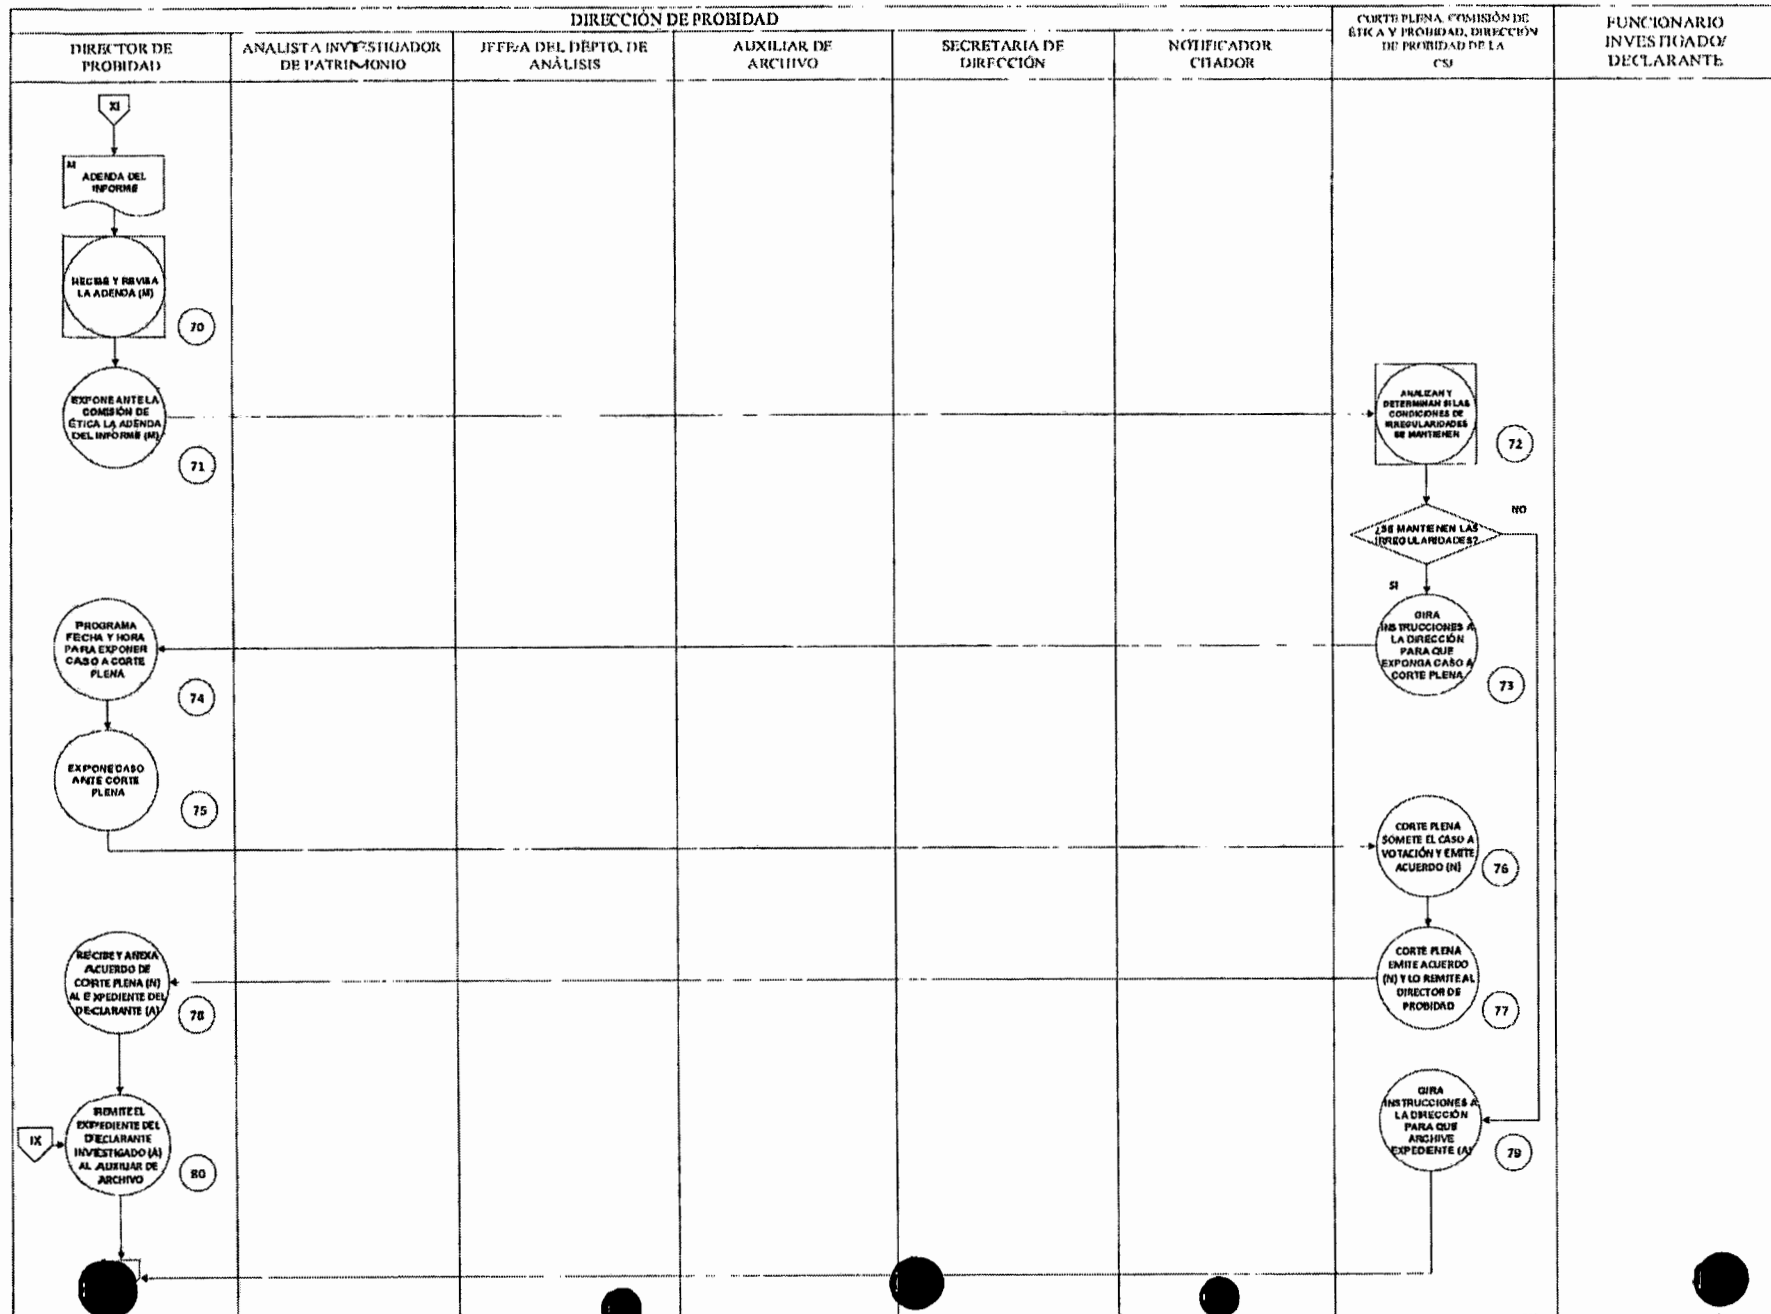 DIRECCIÓN DE PROBIDAD
CORTE PLENA, COMISIÓN DE
ÉTICA Y PROBIDAD, DIRECCIÓN
DE PROBIDAD DE LA
CSJ
FUNCIONARIO
INVESTIGADO/
DECLARANTE
DIRECTOR DE
PROBIDAD
ANALISTA INVESTIGADOR
DE PATRIMONIO
JEFE/A DEL DEPTO. DE
ANÁLISIS
AUXILIAR DE
ARCHIVO
SECRETARIA DE
DIRECCIÓN
NOTIFICADOR
CITADOR
XI
M
ADENDA DEL
INFORME
RECIBE Y REVISA
LA ADENDA (M)
70
EXPONE ANTE LA
COMISIÓN DE
ÉTICA LA ADENDA
DEL INFORME (M)
71
ANALIZAN Y
DETERMINAN SI LAS
CONDICIONES DE
IRREGULARIDADES
SE MANTIENEN
72
¿SE MANTIENEN LAS
IRREGULARIDADES?
NO
SI
GIRA
INSTRUCCIONES A
LA DIRECCIÓN
PARA QUE
EXPONGA CASO A
CORTE PLENA
73
PROGRAMA
FECHA Y HORA
PARA EXPONER
CASO A CORTE
PLENA
74
EXPONE CASO
ANTE CORTE
PLENA
75
CORTE PLENA
SOMETE EL CASO A
VOTACIÓN Y EMITE
ACUERDO (N)
76
CORTE PLENA
EMITE ACUERDO
(N) Y LO REMITE AL
DIRECTOR DE
PROBIDAD
77
RECIBE Y ANEXA
ACUERDO DE
CORTE PLENA (N)
AL EXPEDIENTE DEL
DECLARANTE (A)
78
GIRA
INSTRUCCIONES A
LA DIRECCIÓN
PARA QUE
ARCHIVE
EXPEDIENTE (A)
79
IX
REMITE EL
EXPEDIENTE DEL
DECLARANTE
INVESTIGADO (A)
AL AUXILIAR DE
ARCHIVO
80